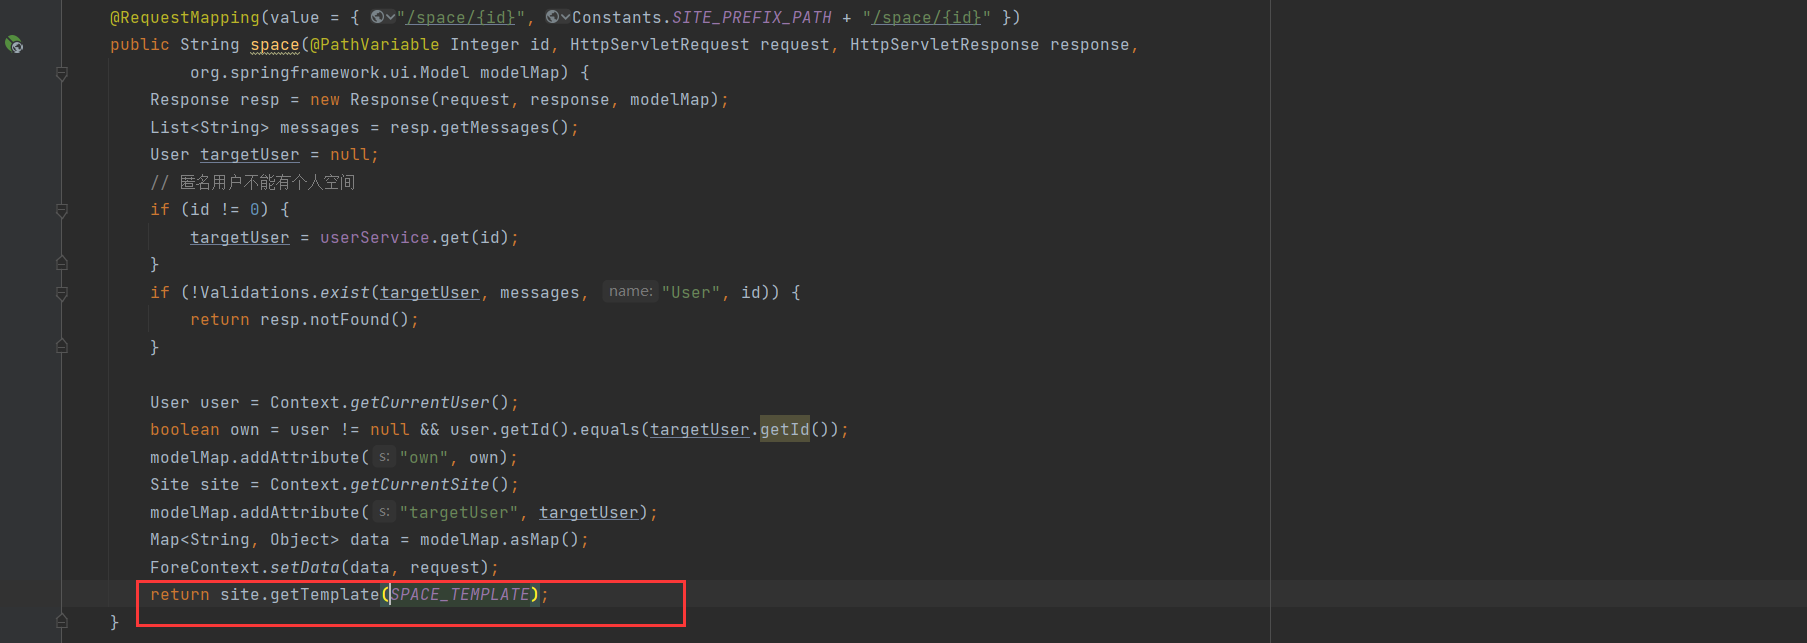 @RequestMapping(value = { "/space/{id}", Constants.SITE_PREFIX_PATH + "/space/{id}" })
public String space(@PathVariable Integer id, HttpServletRequest request, HttpServletResponse response,
org.springframework.ui.Model modelMap) {
Response resp = new Response(request, response, modelMap);
List<String> messages = resp.getMessages();
User targetUser = null;
// 匿名用户不能有个人空间
if (id != 0) {
targetUser = userService.get(id);
}
if (!Validations.exist(targetUser, messages, name: "User", id)) {
return resp.notFound();
}
User user = Context.getCurrentUser();
boolean own = user != null && user.getId().equals(targetUser.getId());
modelMap.addAttribute( s: "own", own);
Site site = Context.getCurrentSite();
modelMap.addAttribute( s: "targetUser", targetUser);
Map<String, Object> data = modelMap.asMap();
ForeContext.setData(data, request);
return site.getTemplate(SPACE_TEMPLATE);
}